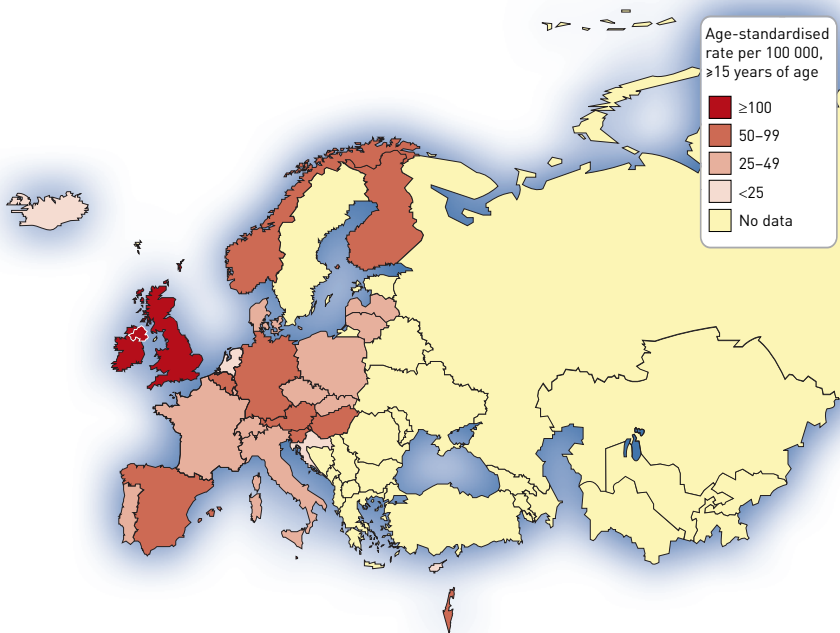 Age-standardised
rate per 100 000,
≥15 years of age
≥100
50–99
25–49
<25
No data